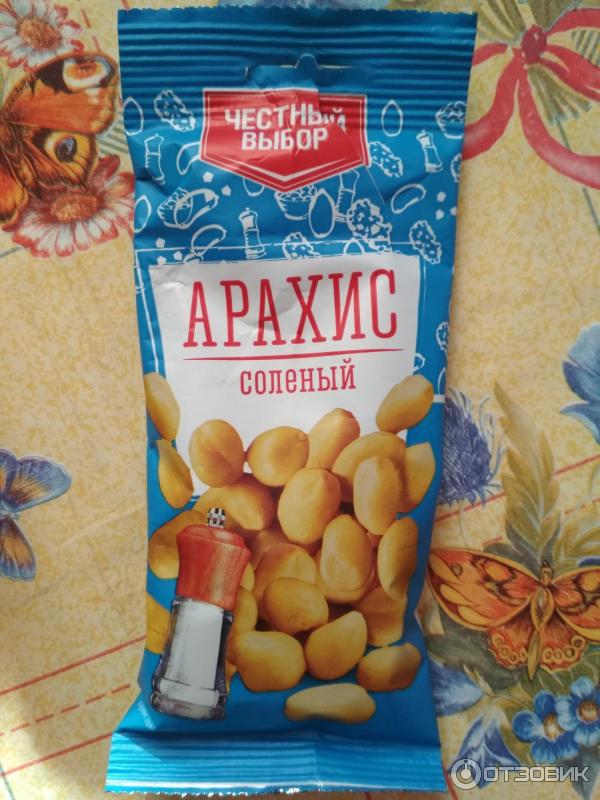 ЧЕСТНЫЙ
ВЫБОР
АРАХИС
соленый
ОТЗОВИК